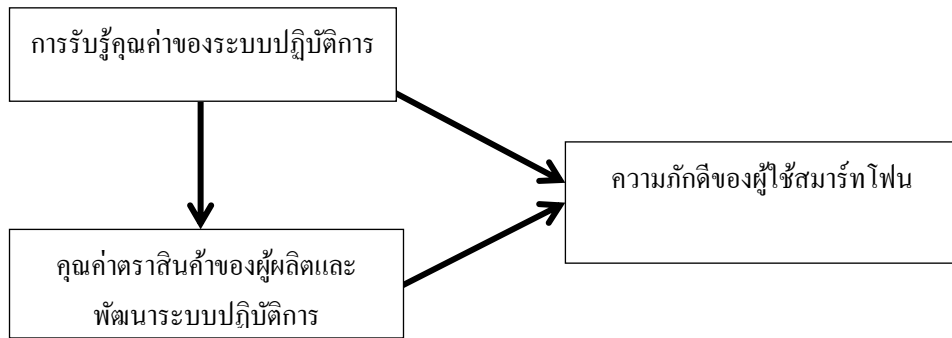 การรับรู้คุณค่าของระบบปฏิบัติการ
ความภักดีของผู้ใช้สมาร์ทโฟน
คุณค่าตราสินค้าของผู้ผลิตและ
พัฒนาระบบปฏิบัติการ